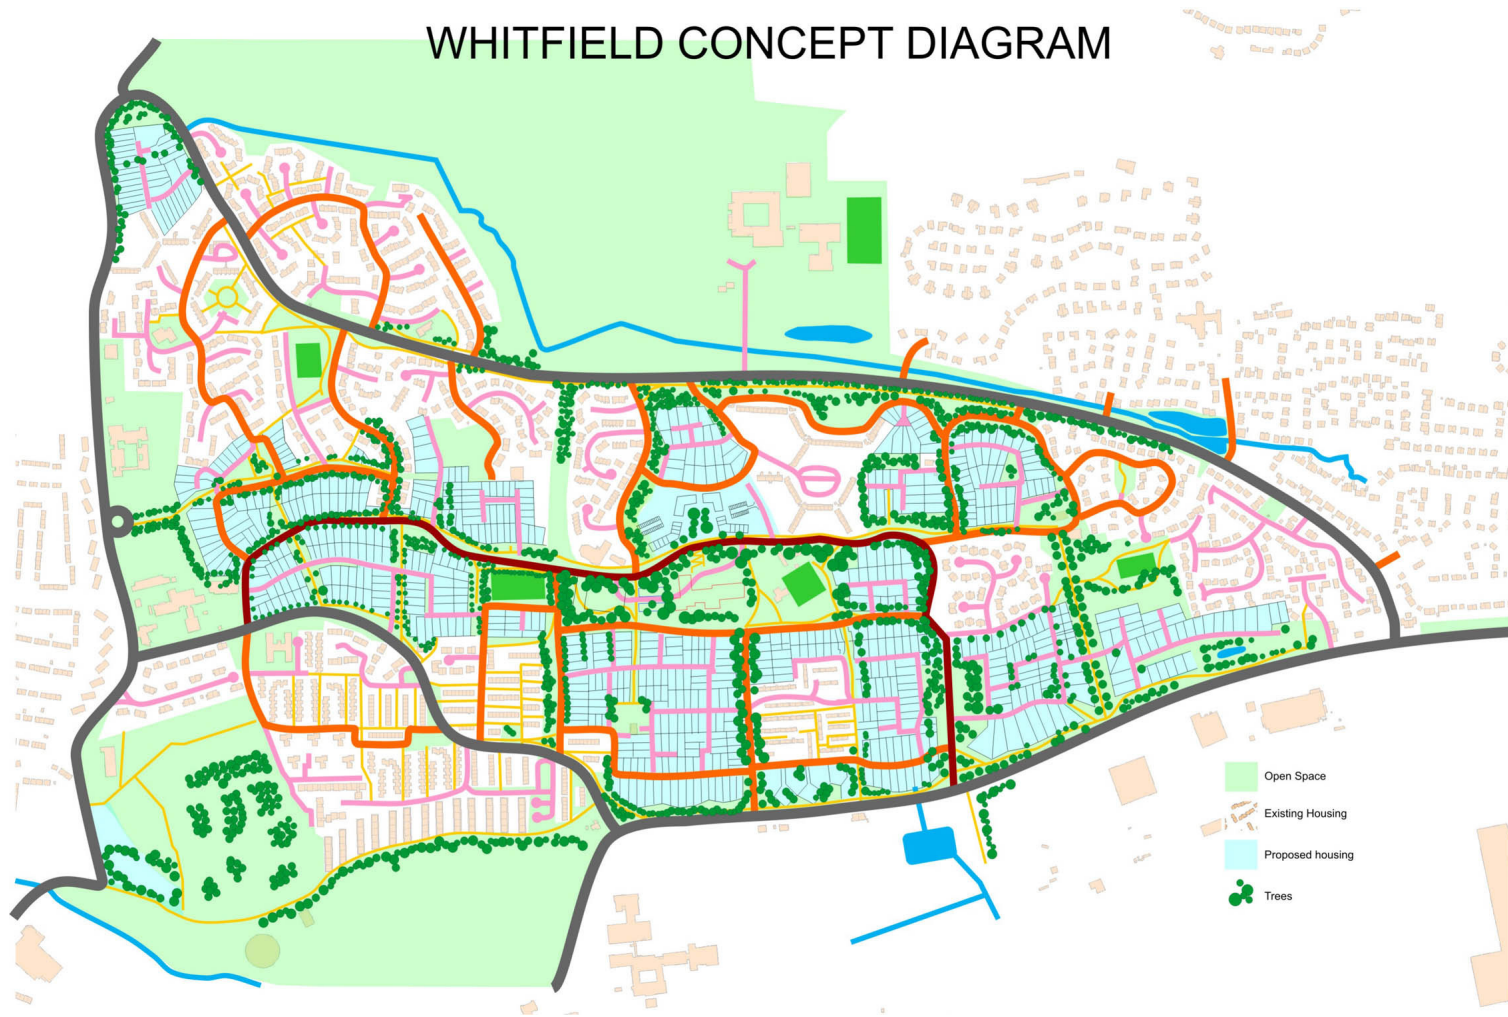 WHITFIELD CONCEPT DIAGRAM
Open Space
Existing Housing
Proposed housing
Trees